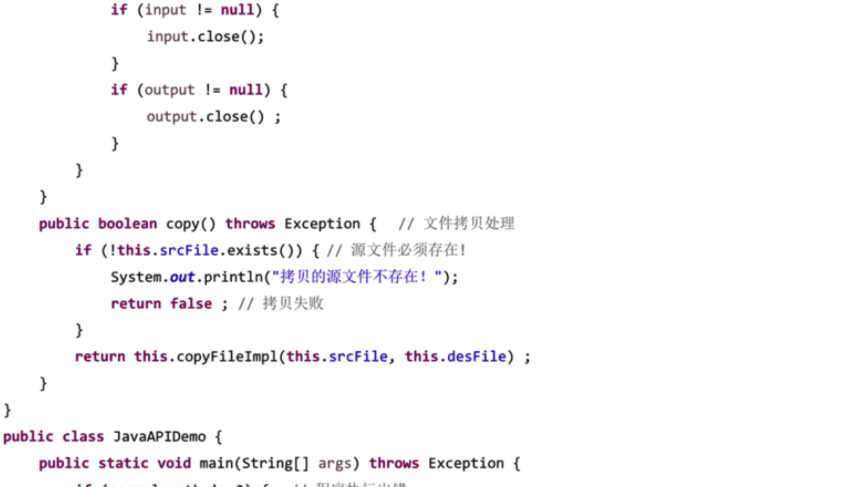 if (input != null) {
input.close();
}
if (output != null) {
output.close() ;
}
}
}
public boolean copy() throws Exception { // 文件拷贝处理
if (!this.srcFile.exists()) { // 源文件必须存在!
System.out.println("拷贝的源文件不存在! ");
return false ; // 拷贝失败
}
return this.copyFileImpl(this.srcFile, this.desFile) ;
}
}
public class JavaAPIDemo {
public static void main(String[] args) throws Exception {